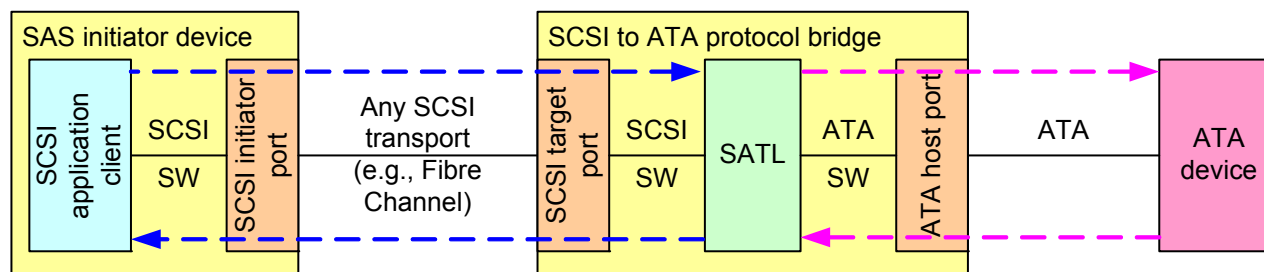 SAS initiator device
SCSI
application
client
SCSI
SW
SCSI initiator
port
Any SCSI
transport
(e.g., Fibre
Channel)
SCSI to ATA protocol bridge
SCSI target
port
SCSI
SW
SATL
ATA
SW
ATA host port
ATA
ATA
device